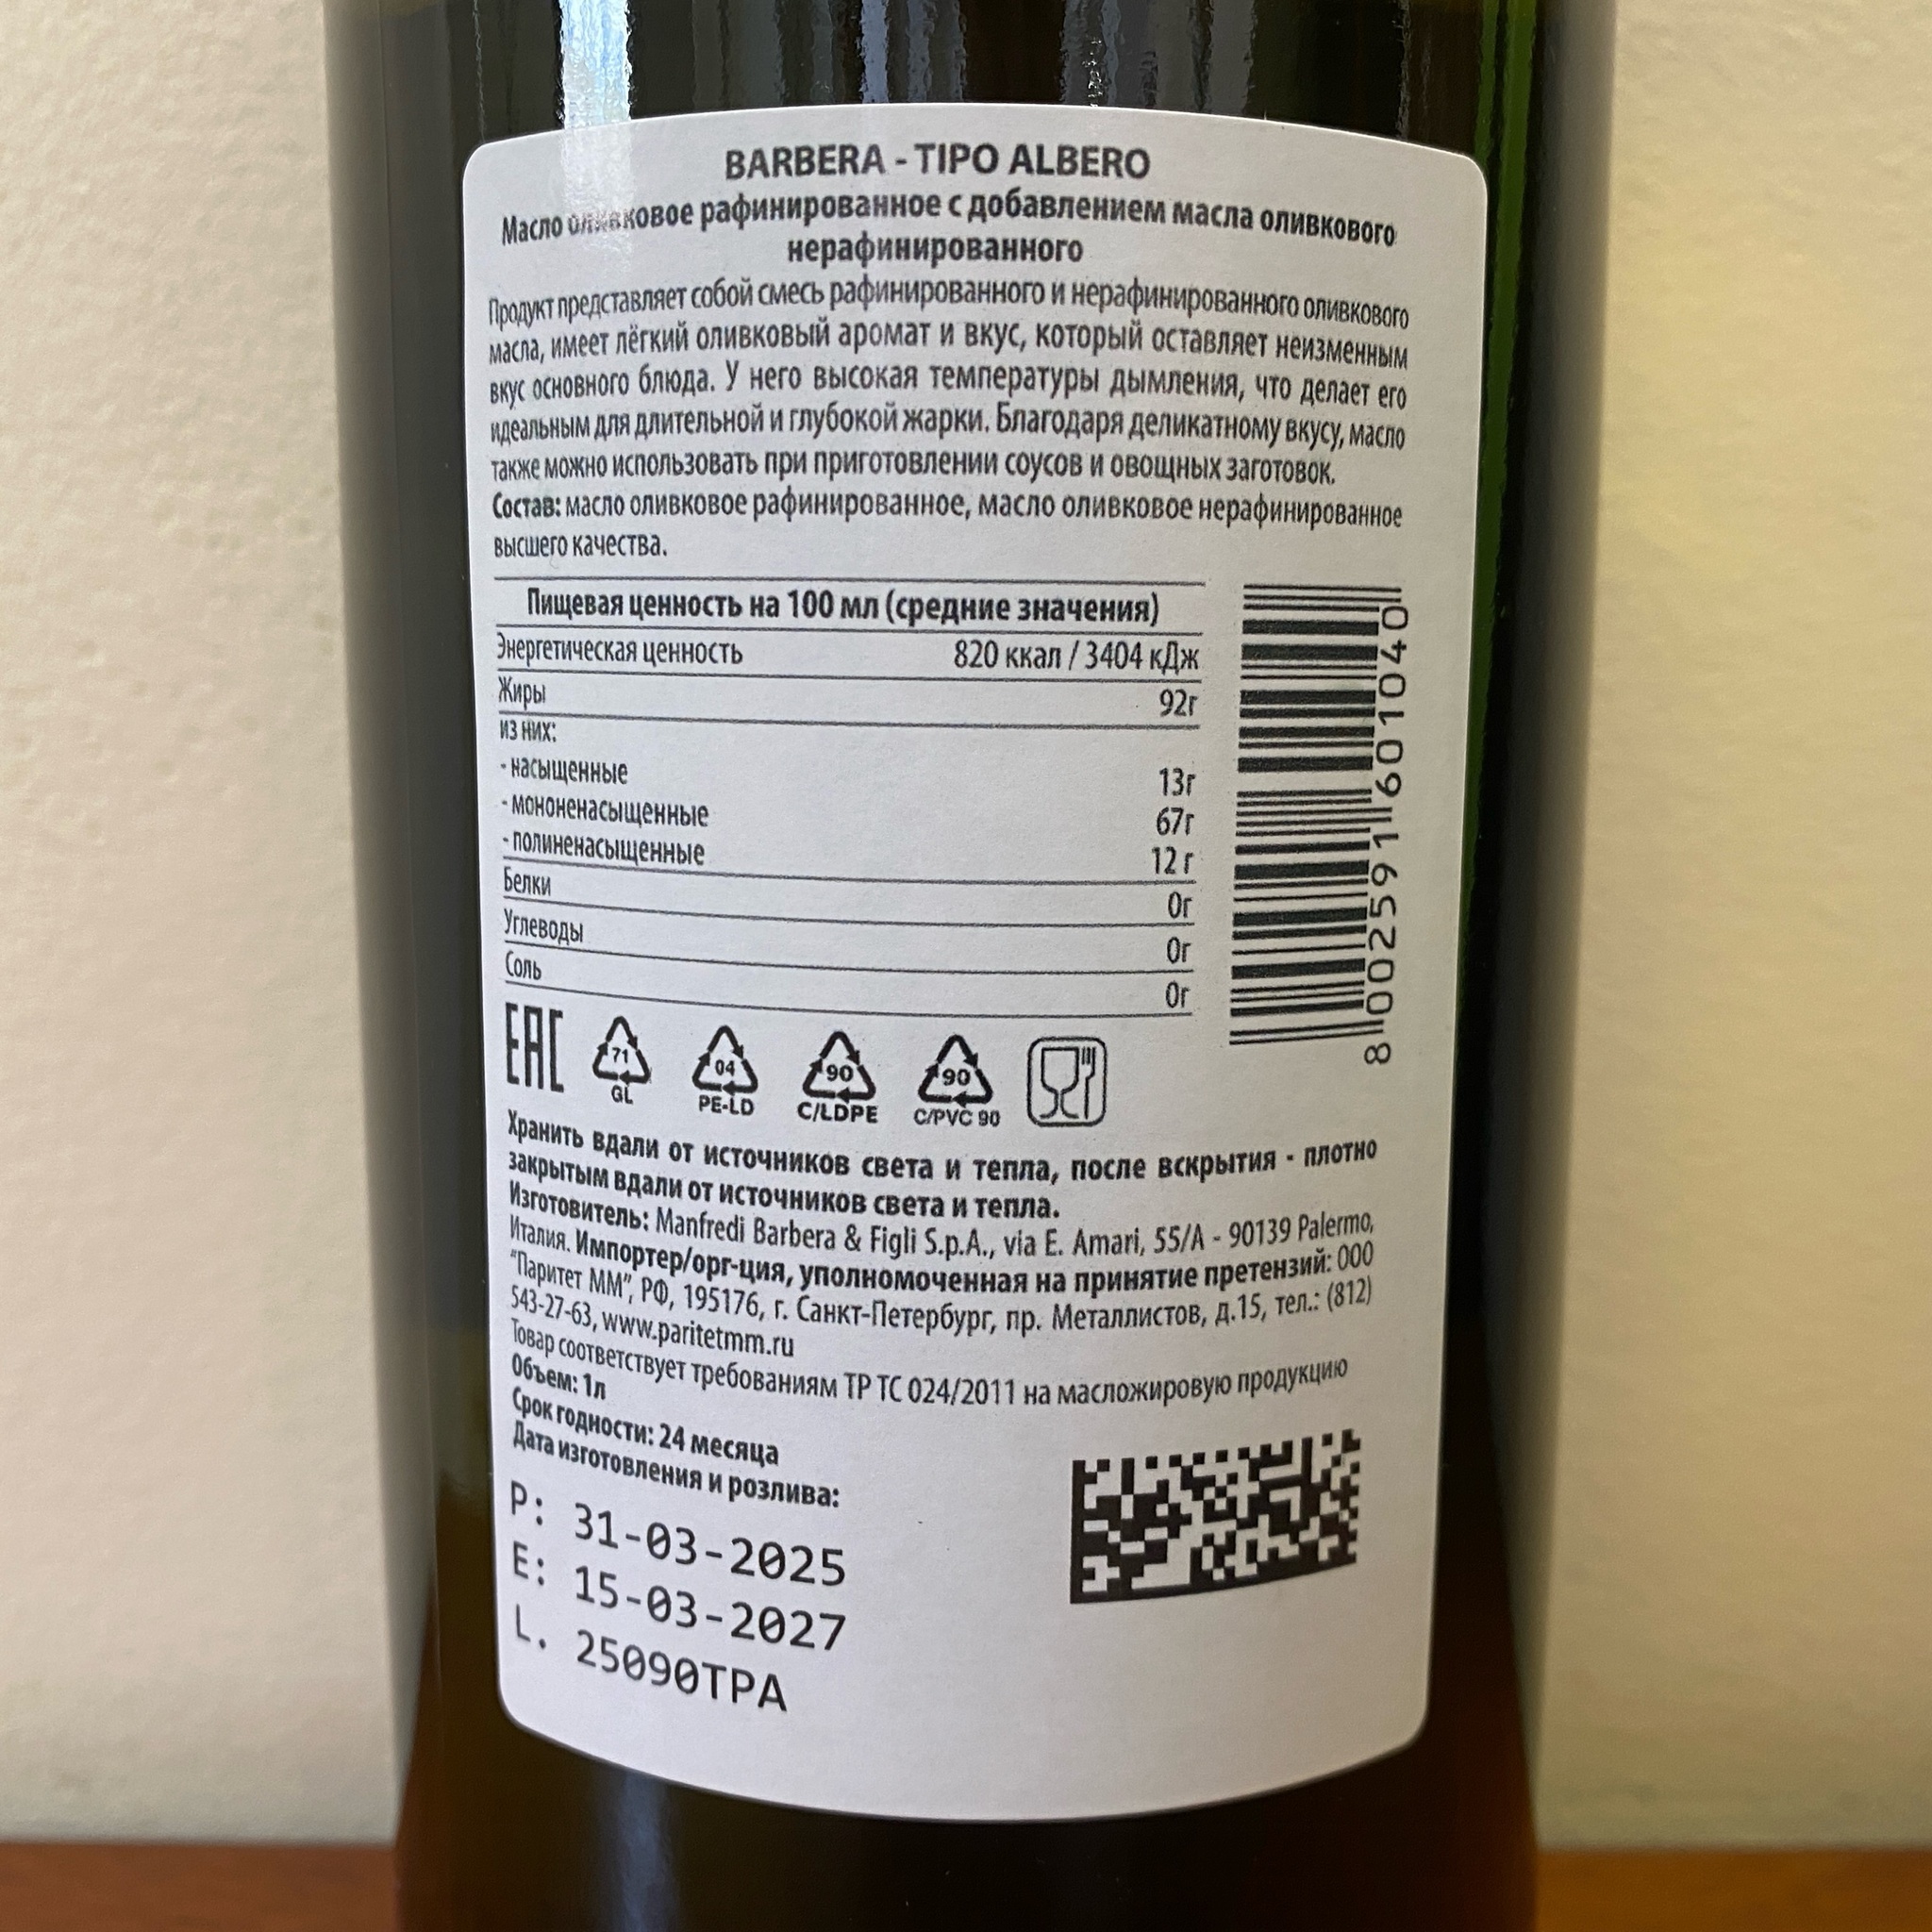 BARBERA - TIPO ALBERO
Масло оливковое рафинированное с добавлением масла оливкового
нерафинированного
Продукт представляет собой смесь рафинированного и нерафинированного оливкового
масла, имеет лёгкий оливковый аромат и вкус, который оставляет неизменным
вкус основного блюда. У него высокая температуры дымления, что делает его
идеальным для длительной и глубокой жарки. Благодаря деликатному вкусу, масло
также можно использовать при приготовлении соусов и овощных заготовок.
Состав: масло оливковое рафинированное, масло оливковое нерафинированное
высшего качества.
Пищевая ценность на 100 мл (средние значения)
Энергетическая ценность 820 ккал / 3404 кДж
Жиры 92г
из них:
- насыщенные 13г
- мононенасыщенные 67г
- полиненасыщенные 12 г
Белки 0г
Углеводы 0г
Соль 0г
8 002591 601040
EAC
71 04 90 90
GL PE-LD C/LDPE C/PVC 90
Хранить вдали от источников света и тепла, после вскрытия - плотно
закрытым вдали от источников света и тепла.
Изготовитель: Manfredi Barbera & Figli S.p.A., via E. Amari, 55/A - 90139 Palermo,
Италия. Импортер/орг-ция, уполномоченная на принятие претензий: ООО
"Паритет ММ", РФ, 195176, г. Санкт-Петербург, пр. Металлистов, д.15, тел.: (812)
543-27-63, www.paritetmm.ru
Товар соответствует требованиям ТР ТС 024/2011 на масложировую продукцию
Объем: 1л
Срок годности: 24 месяца
Дата изготовления и розлива:
P: 31-03-2025
E: 15-03-2027
L. 25090TPA